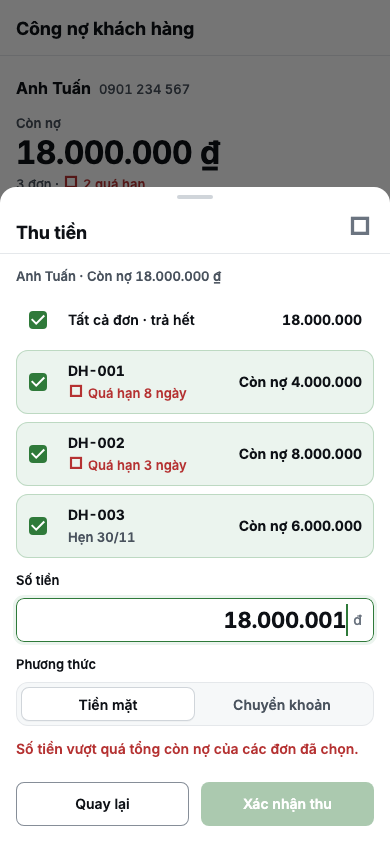 Công nợ khách hàng
Anh Tuấn 0901 234 567
Còn nợ
18.000.000 ₫
3 đơn · 2 quá hạn
Thu tiền
Anh Tuấn · Còn nợ 18.000.000 ₫
Tất cả đơn · trả hết 18.000.000
DH-001
Quá hạn 8 ngày
Còn nợ 4.000.000
DH-002
Quá hạn 3 ngày
Còn nợ 8.000.000
DH-003
Hẹn 30/11
Còn nợ 6.000.000
Số tiền
18.000.001 đ
Phương thức
Tiền mặt Chuyển khoản
Số tiền vượt quá tổng còn nợ của các đơn đã chọn.
Quay lại Xác nhận thu